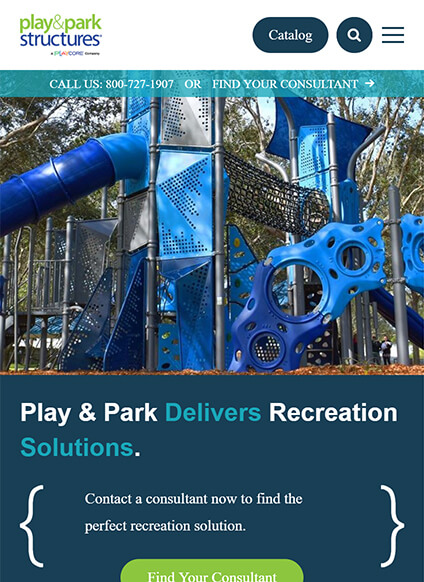 play&park
structures
A PLAYCORE Company
Catalog
CALL US: 800-727-1907 OR FIND YOUR CONSULTANT →
Play & Park Delivers Recreation
Solutions.
Contact a consultant now to find the
perfect recreation solution.
Find Your Consultant